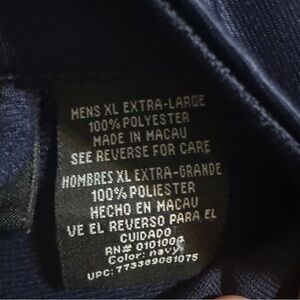 MENS XL EXTRA-LARGE
100% POLYESTER
MADE IN MACAU
SEE REVERSE FOR CARE
HOMBRES XL EXTRA-GRANDE
100% POLIESTER
HECHO EN MACAU
VE EL REVERSO PARA EL
CUIDADO
RN# 0101006
Color: navy
UPC: 773389081075